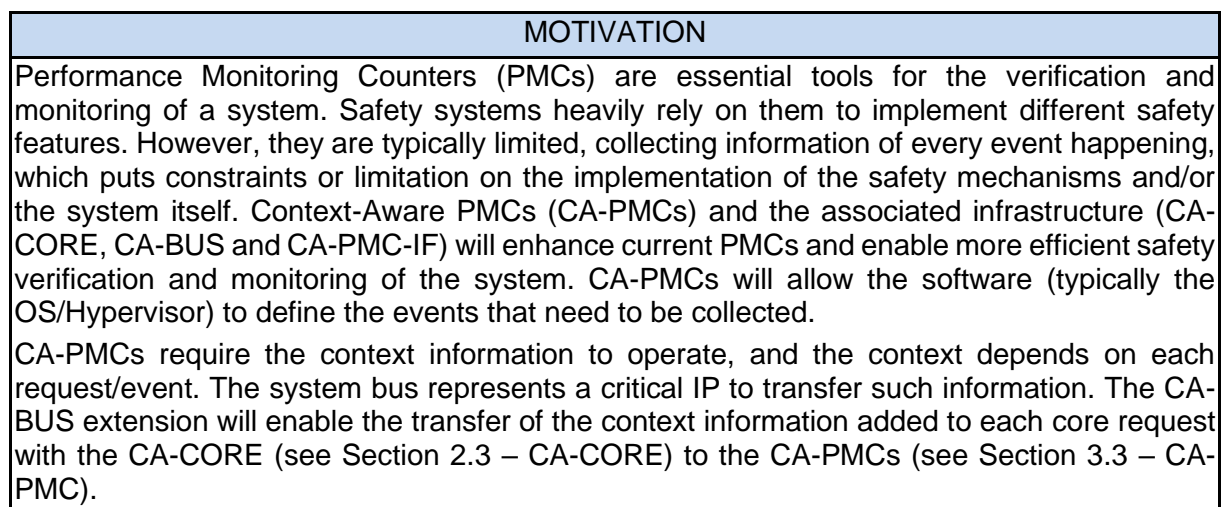 MOTIVATION
Performance Monitoring Counters (PMCs) are essential tools for the verification and
monitoring of a system. Safety systems heavily rely on them to implement different safety
features. However, they are typically limited, collecting information of every event happening,
which puts constraints or limitation on the implementation of the safety mechanisms and/or
the system itself. Context-Aware PMCs (CA-PMCs) and the associated infrastructure (CA-
CORE, CA-BUS and CA-PMC-IF) will enhance current PMCs and enable more efficient safety
verification and monitoring of the system. CA-PMCs will allow the software (typically the
OS/Hypervisor) to define the events that need to be collected.
CA-PMCs require the context information to operate, and the context depends on each
request/event. The system bus represents a critical IP to transfer such information. The CA-
BUS extension will enable the transfer of the context information added to each core request
with the CA-CORE (see Section 2.3 – CA-CORE) to the CA-PMCs (see Section 3.3 – CA-
PMC).